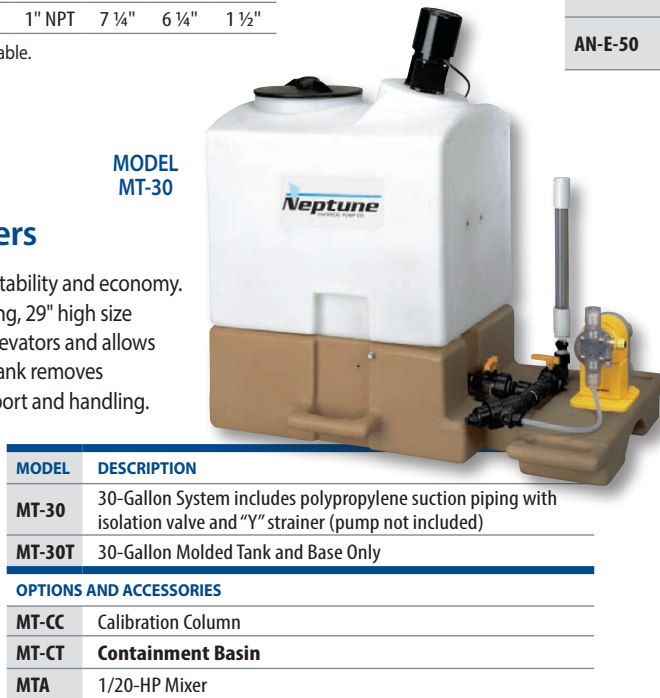 1" NPT 7 ¼" 6 ¼" 1 ½"
able.
AN-E-50
MODEL
MT-30
Neptune
CHEMICAL PUMP CO.
ers
tability and economy.
ng, 29" high size
levators and allows
ank removes
port and handling.
MODEL DESCRIPTION
MT-30 30-Gallon System includes polypropylene suction piping with
isolation valve and "Y" strainer (pump not included)
MT-30T 30-Gallon Molded Tank and Base Only
OPTIONS AND ACCESSORIES
MT-CC Calibration Column
MT-CT Containment Basin
MTA 1/20-HP Mixer